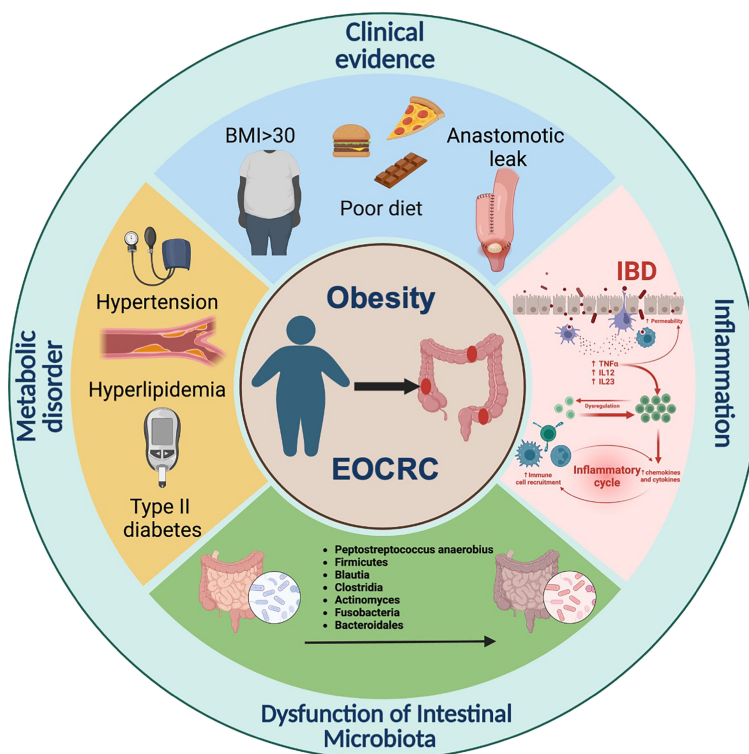 Clinical
evidence
BMI>30
Poor diet
Anastomotic
leak
Metabolic
disorder
Hypertension
Hyperlipidemia
Type II
diabetes
Obesity
EOCRC
Inflammation
IBD
↑ Permeability
↑ TNFα
↑ IL12
↑ IL23
Dysregulation
↑ Immune
cell recruitment
Inflammatory
cycle
↑ chemokines
and cytokines
• Peptostreptococcus anaerobius
• Firmicutes
• Blautia
• Clostridia
• Actinomyces
• Fusobacteria
• Bacteroidales
Dysfunction of Intestinal
Microbiota